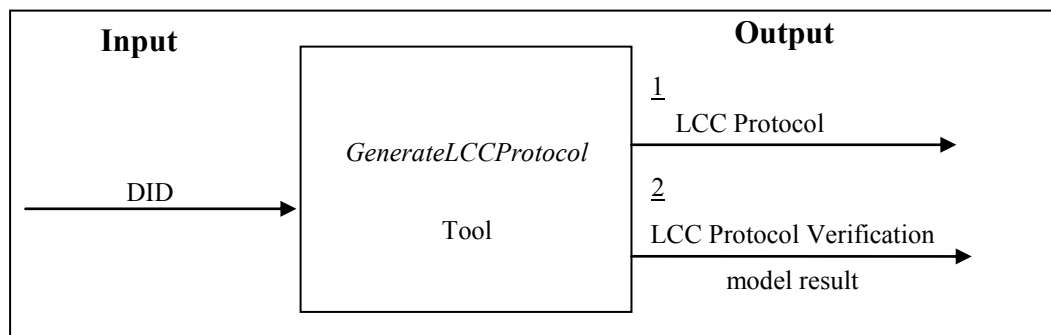 Input
Output
1
LCC Protocol
GenerateLCCProtocol
DID
2
Tool
LCC Protocol Verification
model result